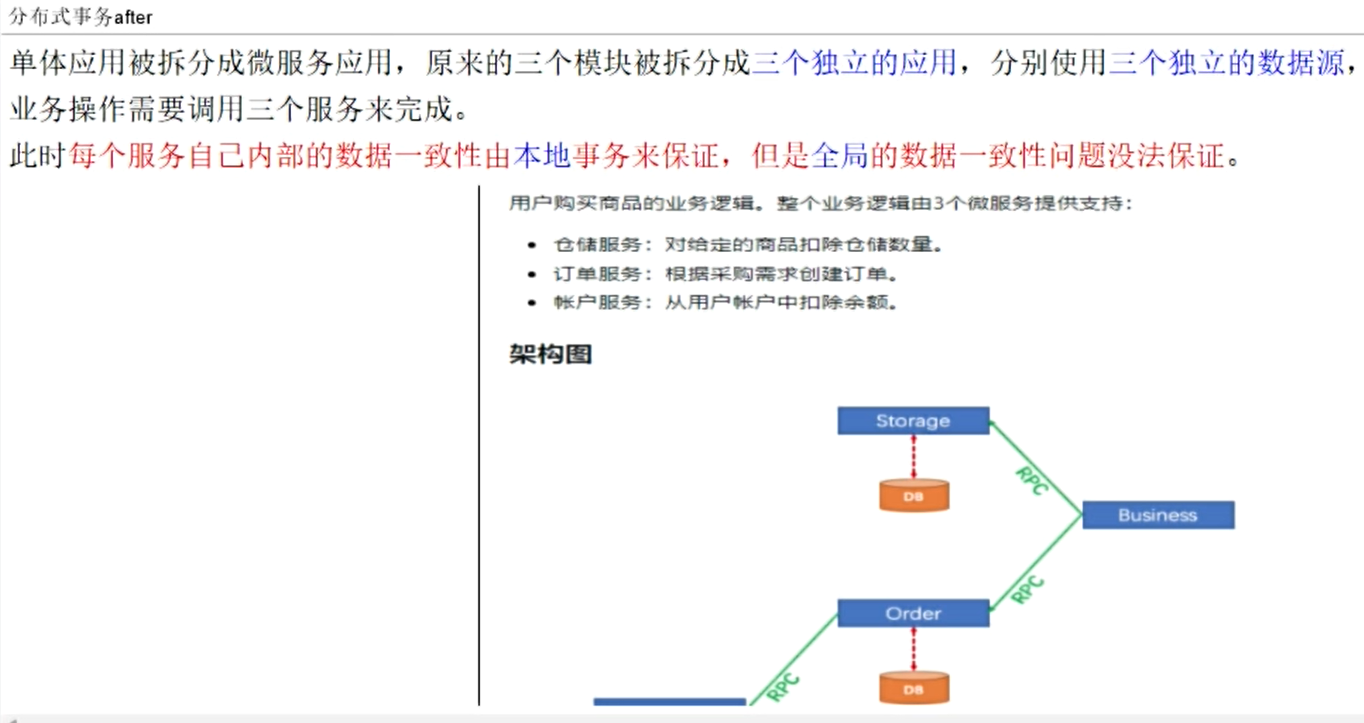 分布式事务after
单体应用被拆分成微服务应用，原来的三个模块被拆分成三个独立的应用，分别使用三个独立的数据源，
业务操作需要调用三个服务来完成。
此时每个服务自己内部的数据一致性由本地事务来保证，但是全局的数据一致性问题没法保证。
用户购买商品的业务逻辑。整个业务逻辑由3个微服务提供支持：
• 仓储服务：对给定的商品扣除仓储数量。
• 订单服务：根据采购需求创建订单。
• 帐户服务：从用户帐户中扣除余额。
架构图
Storage
RPC
DB
Business
RPC
Order
RPC
DB